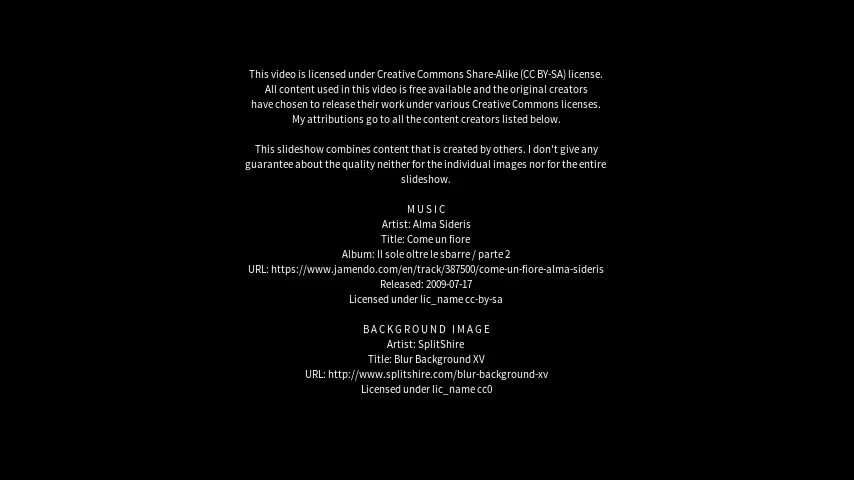 This video is licensed under Creative Commons Share-Alike (CC BY-SA) license.
All content used in this video is free available and the original creators
have chosen to release their work under various Creative Commons licenses.
My attributions go to all the content creators listed below.
This slideshow combines content that is created by others. I don't give any
guarantee about the quality neither for the individual images nor for the entire
slideshow.
MUSIC
Artist: Alma Sideris
Title: Come un fiore
Album: Il sole oltre le sbarre / parte 2
URL: https://www.jamendo.com/en/track/387500/come-un-fiore-alma-sideris
Released: 2009-07-17
Licensed under lic_name cc-by-sa
BACKGROUND IMAGE
Artist: SplitShire
Title: Blur Background XV
URL: http://www.splitshire.com/blur-background-xv
Licensed under lic_name cc0